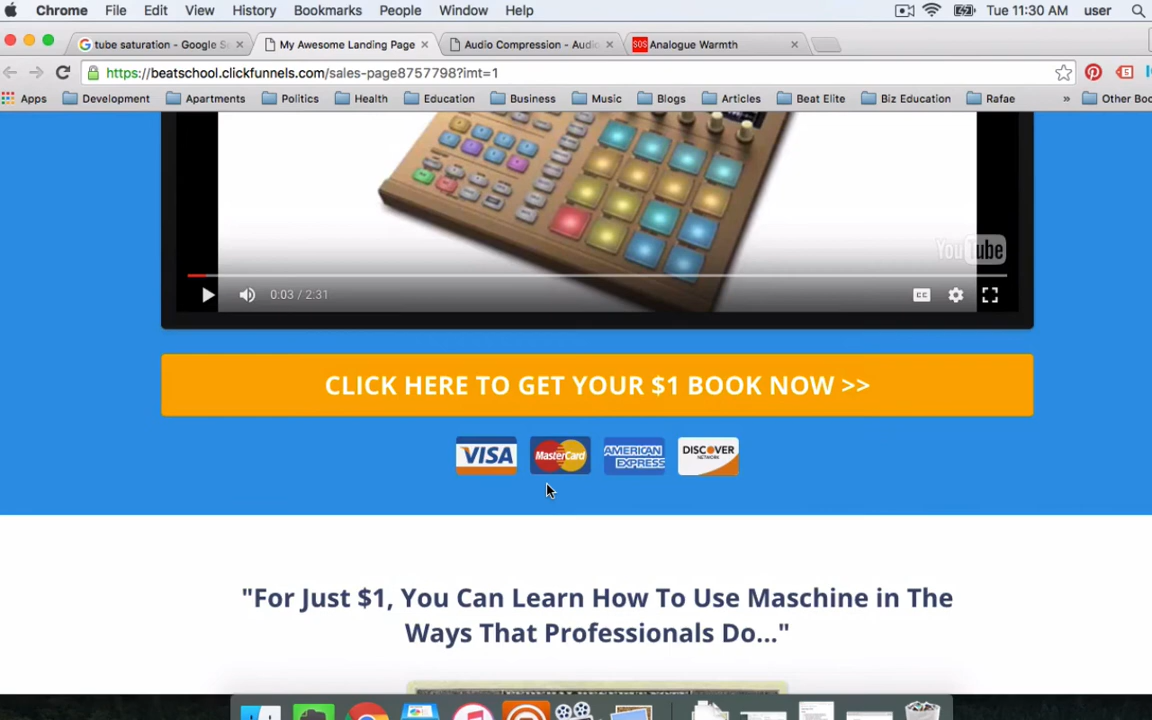 Chrome File Edit View History Bookmarks People Window Help Tue 11:30 AM user
tube saturation - Google S × My Awesome Landing Page × Audio Compression - Audio × SOS Analogue Warmth ×
https://beatschool.clickfunnels.com/sales-page8757798?imt=1
Apps Development Apartments Politics Health Education Business Music Blogs Articles Beat Elite Biz Education Rafae » Other Boo
YouTube
0:03 / 2:31 CC
CLICK HERE TO GET YOUR $1 BOOK NOW >>
VISA MasterCard AMERICAN EXPRESS DISCOVER NETWORK
"For Just $1, You Can Learn How To Use Maschine in The
Ways That Professionals Do..."